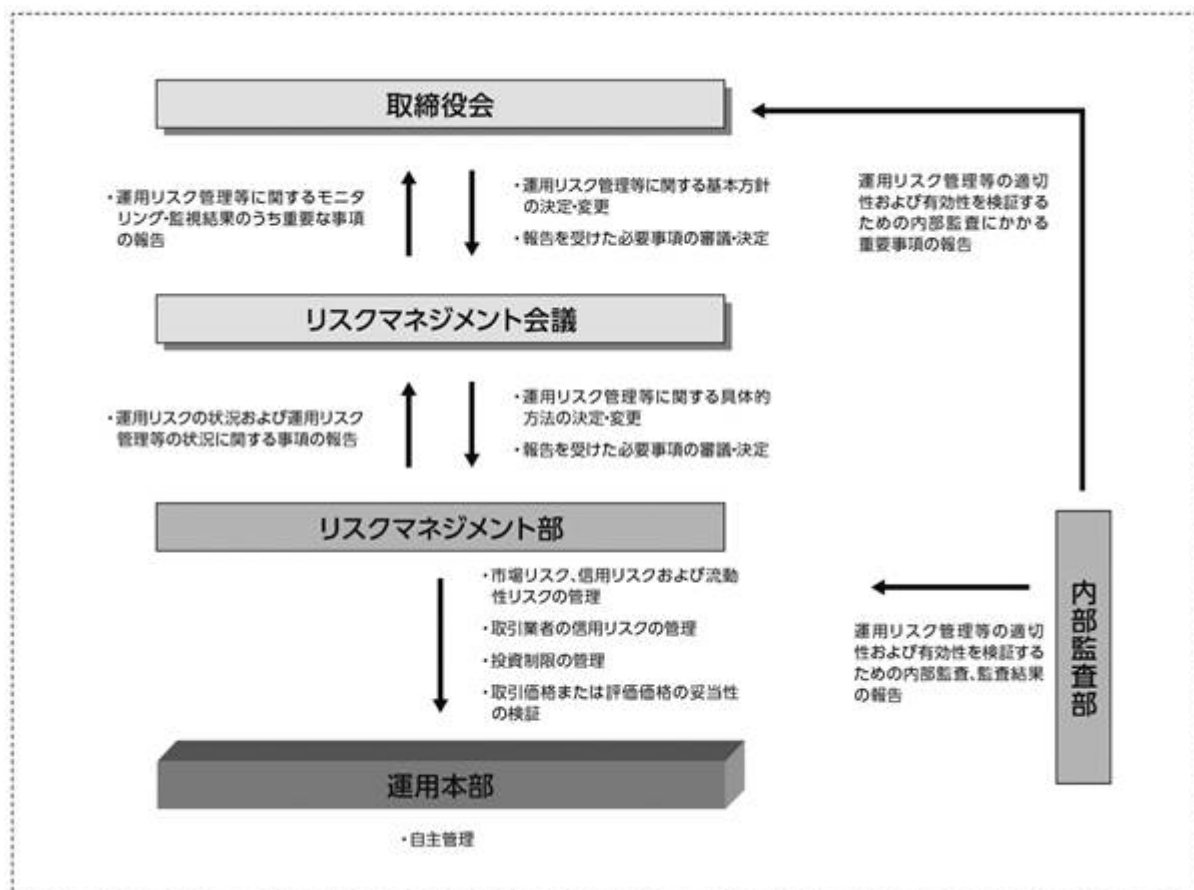 取締役会
・運用リスク管理等に関するモニタ
リング・監視結果のうち重要な事項
の報告
・運用リスク管理等に関する基本方針
の決定・変更
・報告を受けた必要事項の審議・決定
運用リスク管理等の適切
性および有効性を検証する
ための内部監査にかかる
重要事項の報告
リスクマネジメント会議
・運用リスクの状況および運用リスク
管理等の状況に関する事項の報告
・運用リスク管理等に関する具体的
方法の決定・変更
・報告を受けた必要事項の審議・決定
リスクマネジメント部
・市場リスク、信用リスクおよび流動
性リスクの管理
・取引業者の信用リスクの管理
・投資制限の管理
・取引価格または評価価格の妥当性
の検証
運用リスク管理等の適切
性および有効性を検証する
ための内部監査、監査結果
の報告
内部監査部
運用本部
・自主管理